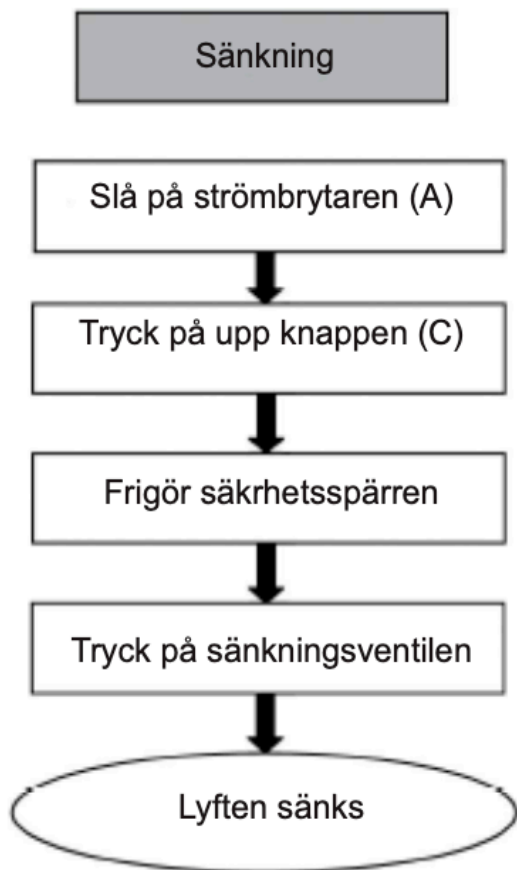 Sänkning
Slå på strömbrytaren (A)
Tryck på upp knappen (C)
Frigör säkrhetsspärren
Tryck på sänkningsventilen
Lyften sänks